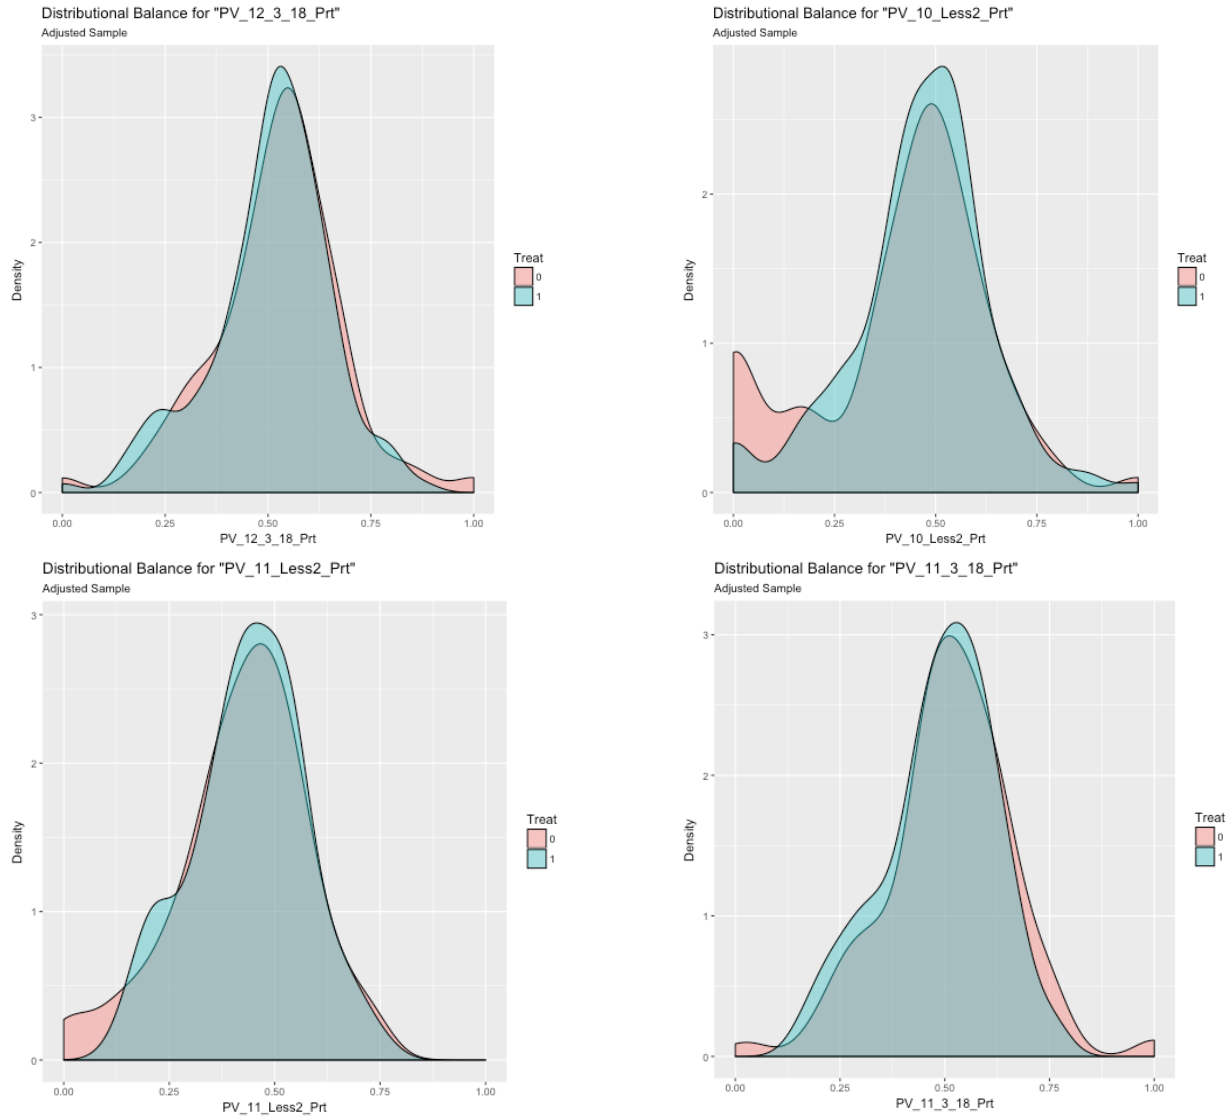 Distributional Balance for "PV_12_3_18_Prt"
Adjusted Sample
3
2
1
0
Density
0.00 0.25 0.50 0.75 1.00
PV_12_3_18_Prt
Treat
0
1
Distributional Balance for "PV_10_Less2_Prt"
Adjusted Sample
2
1
0
Density
0.00 0.25 0.50 0.75 1.00
PV_10_Less2_Prt
Treat
0
1
Distributional Balance for "PV_11_Less2_Prt"
Adjusted Sample
3
2
1
0
Density
0.00 0.25 0.50 0.75 1.00
PV_11_Less2_Prt
Treat
0
1
Distributional Balance for "PV_11_3_18_Prt"
Adjusted Sample
3
2
1
0
Density
0.00 0.25 0.50 0.75 1.00
PV_11_3_18_Prt
Treat
0
1